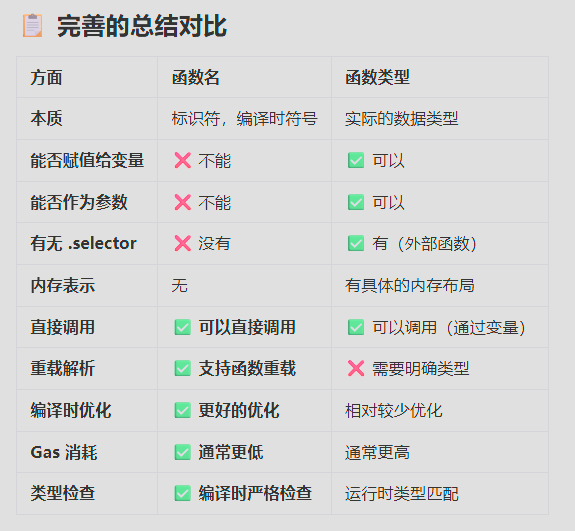 📋 完善的总结对比
方面 函数名 函数类型
本质 标识符，编译时符号 实际的数据类型
能否赋值给变量 ❌ 不能 ✅ 可以
能否作为参数 ❌ 不能 ✅ 可以
有无 .selector ❌ 没有 ✅ 有（外部函数）
内存表示 无 有具体的内存布局
直接调用 ✅ 可以直接调用 ✅ 可以调用（通过变量）
重载解析 ✅ 支持函数重载 ❌ 需要明确类型
编译时优化 ✅ 更好的优化 相对较少优化
Gas 消耗 ✅ 通常更低 通常更高
类型检查 ✅ 编译时严格检查 运行时类型匹配